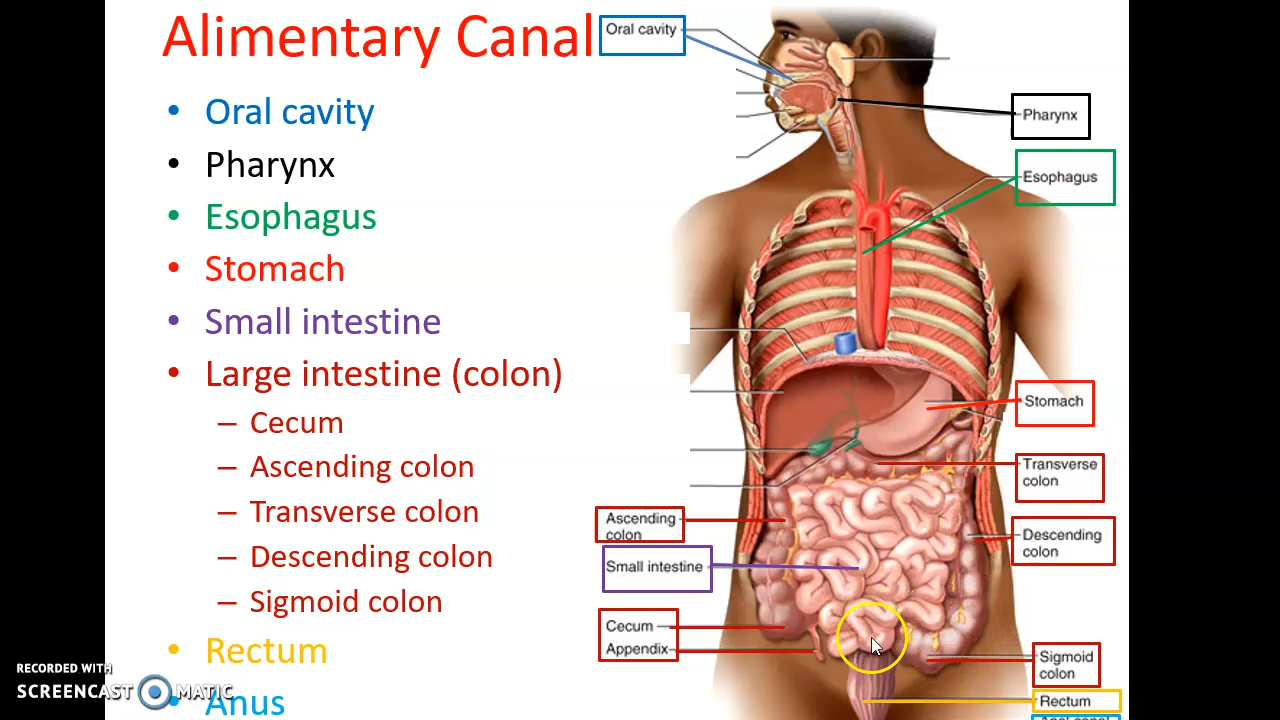 Alimentary Canal
• Oral cavity
• Pharynx
• Esophagus
• Stomach
• Small intestine
• Large intestine (colon)
– Cecum
– Ascending colon
– Transverse colon
– Descending colon
– Sigmoid colon
• Rectum
• Anus
Oral cavity
Pharynx
Esophagus
Stomach
Transverse
colon
Ascending
colon
Descending
colon
Small intestine
Cecum
Appendix
Sigmoid
colon
Rectum
Anal canal
RECORDED WITH
SCREENCAST MATIC